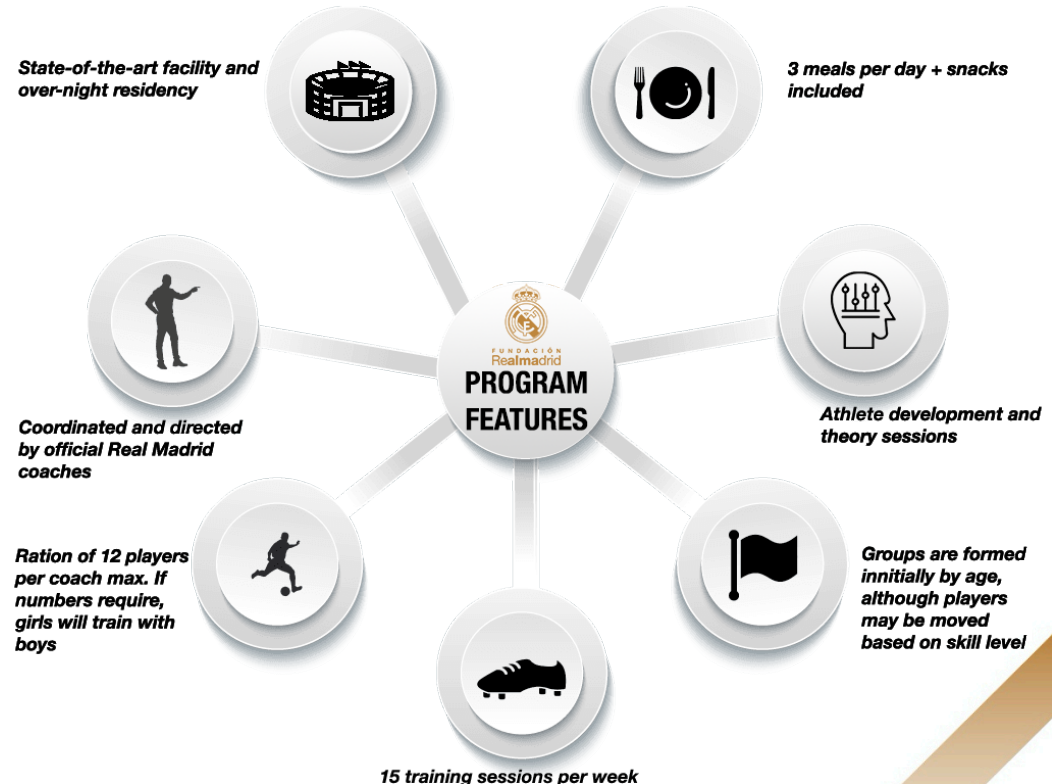 State-of-the-art facility and
over-night residency
3 meals per day + snacks
included
FUNDACIÓN
Realmadrid
PROGRAM
FEATURES
Coordinated and directed
by official Real Madrid
coaches
Athlete development and
theory sessions
Ration of 12 players
per coach max. If
numbers require,
girls will train with
boys
Groups are formed
innitially by age,
although players
may be moved
based on skill level
15 training sessions per week